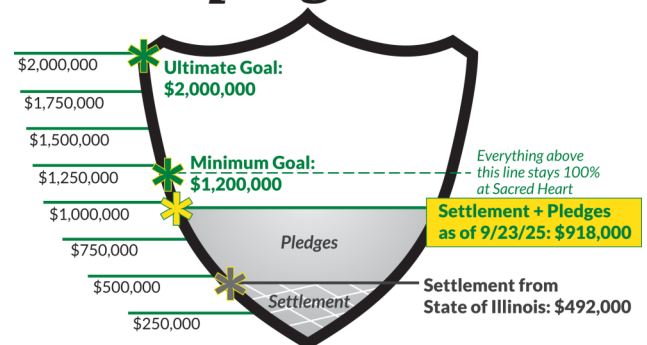 $2,000,000
Ultimate Goal:
$2,000,000
$1,750,000
$1,500,000
Minimum Goal:
$1,200,000
Everything above
this line stays 100%
at Sacred Heart
$1,250,000
$1,000,000
Settlement + Pledges
as of 9/23/25: $918,000
Pledges
$750,000
$500,000
Settlement from
State of Illinois: $492,000
Settlement
$250,000